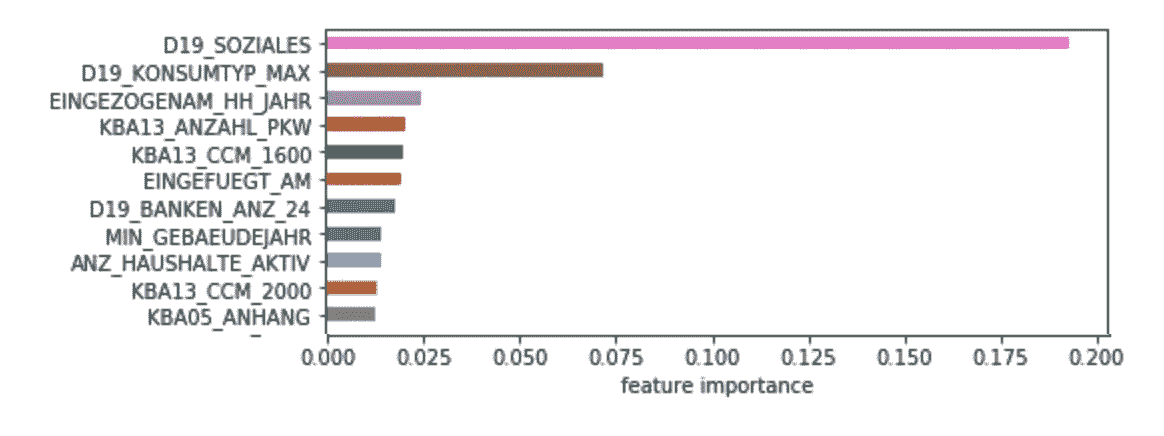 D19_SOZIALES
D19_KONSUMTYP_MAX
EINGEZOGENAM_HH_JAHR
KBA13_ANZAHL_PKW
KBA13_CCM_1600
EINGEFUEGT_AM
D19_BANKEN_ANZ_24
MIN_GEBAEUDEJAHR
ANZ_HAUSHALTE_AKTIV
KBA13_CCM_2000
KBA05_ANHANG
0.000 0.025 0.050 0.075 0.100 0.125 0.150 0.175 0.200
feature importance